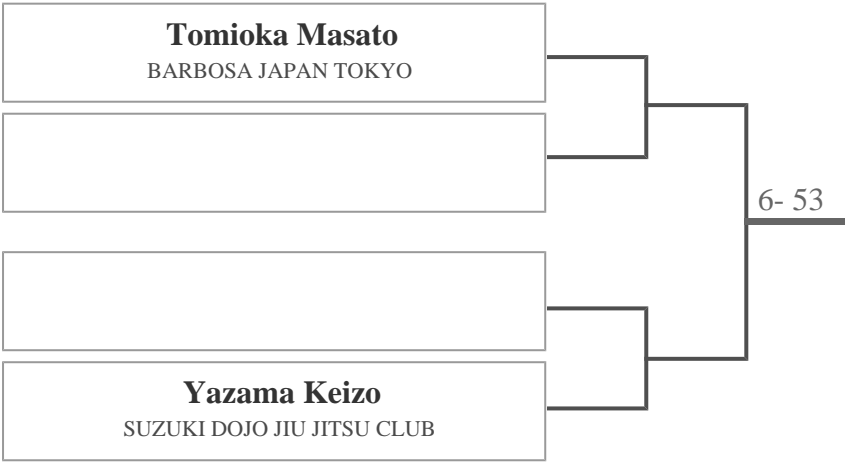 Tomioka Masato
BARBOSA JAPAN TOKYO
6- 53
Yazama Keizo
SUZUKI DOJO JIU JITSU CLUB